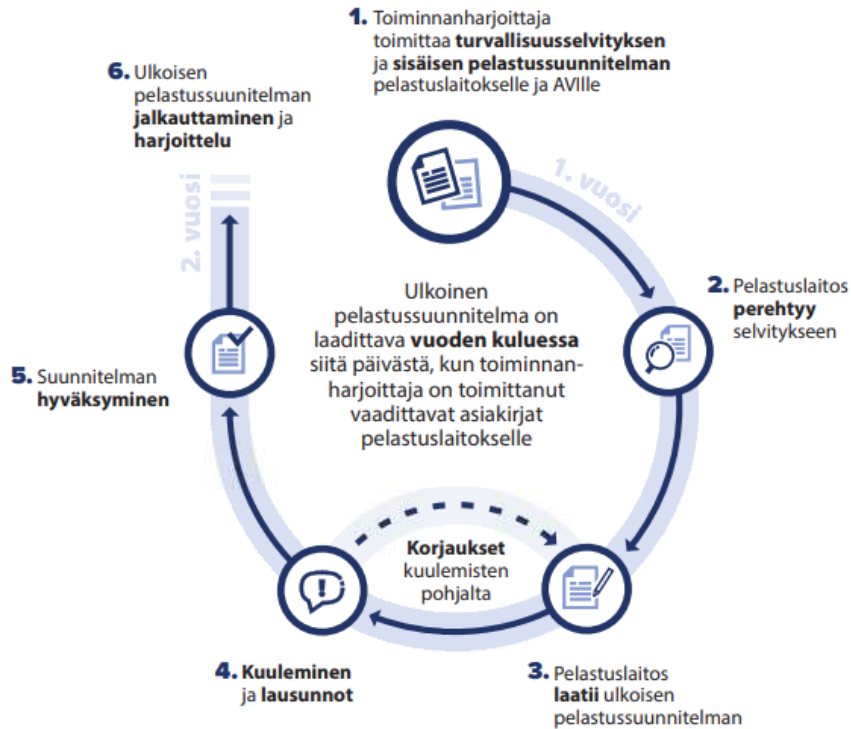 1. Toiminnanharjoittaja
toimittaa turvallisuusselvityksen
ja sisäisen pelastussuunnitelman
pelastuslaitokselle ja AVIlle
1. vuosi
2. Pelastuslaitos
perehtyy
selvitykseen
3. Pelastuslaitos
laatii ulkoisen
pelastussuunnitelman
4. Kuuleminen
ja lausunnot
Korjaukset
kuulemisten
pohjalta
5. Suunnitelman
hyväksyminen
2. vuosi
6. Ulkoisen
pelastussuunitelman
jalkauttaminen ja
harjoittelu
Ulkoinen
pelastussuunnitelma on
laadittava vuoden kuluessa
siitä päivästä, kun toiminnan-
harjoittaja on toimittanut
vaadittavat asiakirjat
pelastuslaitokselle